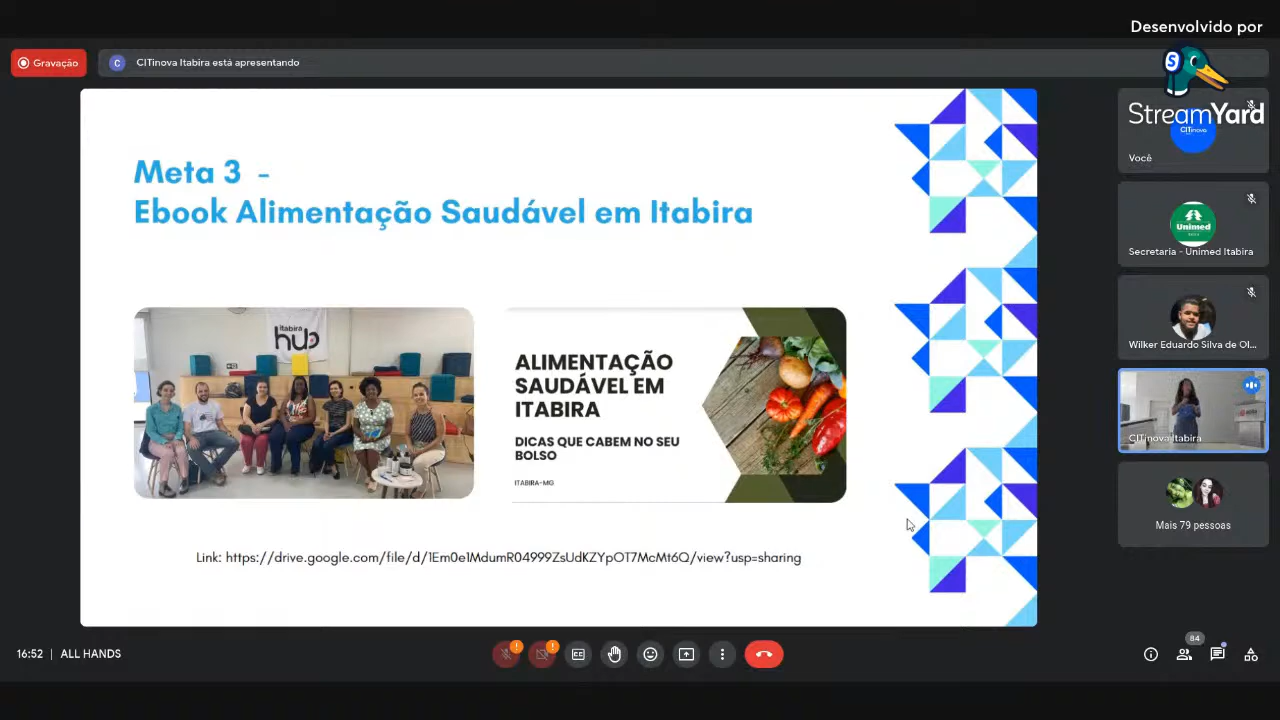 Desenvolvido por
StreamYard
Gravação
C
CITinova Itabira está apresentando
Meta 3 -
Ebook Alimentação Saudável em Itabira
itabira
hub
ALIMENTAÇÃO
SAUDÁVEL EM
ITABIRA
DICAS QUE CABEM NO SEU
BOLSO
ITABIRA-MG
Link: https://drive.google.com/file/d/1Em0e1MdumR04999ZsUdKZYpOT7McMt6Q/view?usp=sharing
S
CITinova
Você
Unimed
Secretaria - Unimed Itabira
Wilker Eduardo Silva de Ol...
CITinova Itabira
Mais 79 pessoas
16:52 | ALL HANDS
84